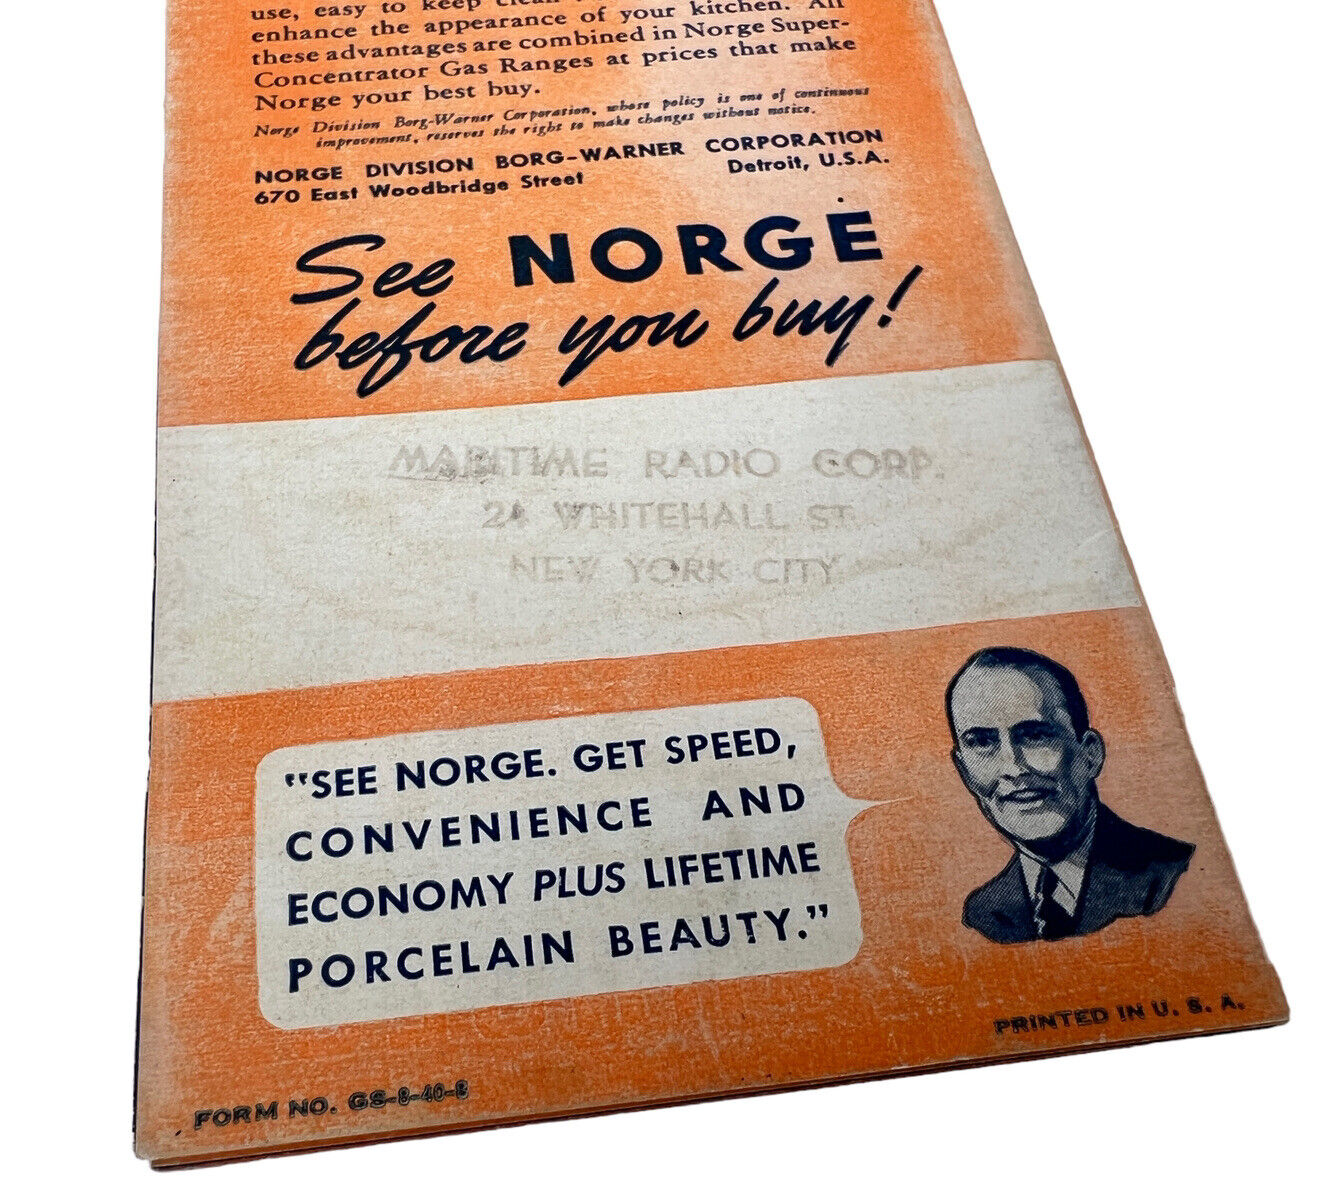 use, easy to keep clean
enhance the appearance of your kitchen. All
these advantages are combined in Norge Super-
Concentrator Gas Ranges at prices that make
Norge your best buy.
Norge Division Borg-Warner Corporation, whose policy is one of continuous
improvement, reserves the right to make changes without notice.
NORGE DIVISION BORG-WARNER CORPORATION
670 East Woodbridge Street Detroit, U.S.A.
See NORGE
before you buy!
MARITIME RADIO CORP.
24 WHITEHALL ST.
NEW YORK CITY
"SEE NORGE. GET SPEED,
CONVENIENCE AND
ECONOMY PLUS LIFETIME
PORCELAIN BEAUTY."
PRINTED IN U. S. A.
FORM NO. GS-8-40-8